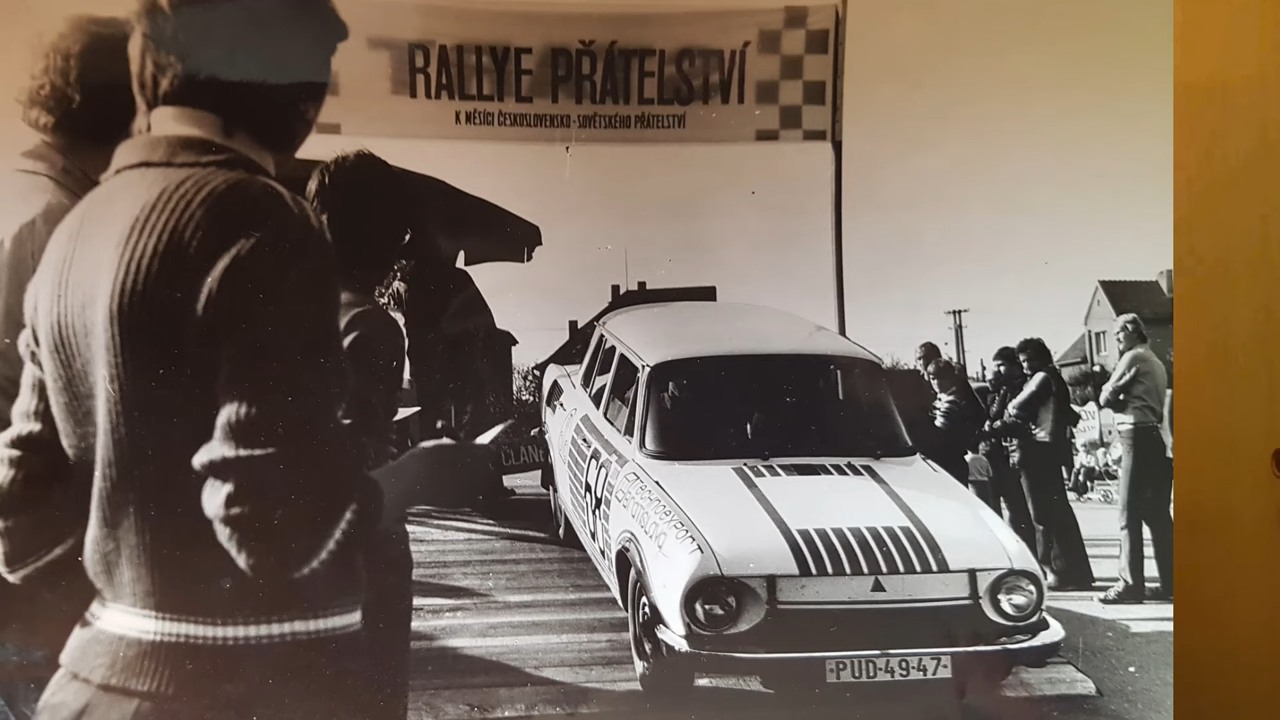 RALLYE PŘÁTELSTVÍ
K MĚSÍCI ČESKOSLOVENSKO-SOVĚTSKÉHO PŘÁTELSTVÍ
68
PUD-49-47